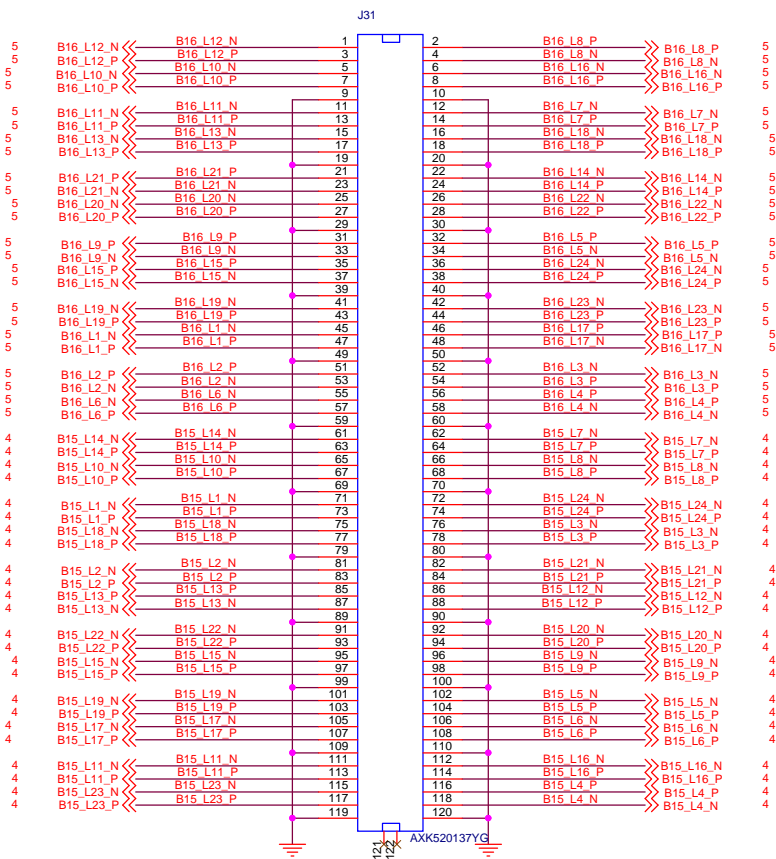 J31
5 B16_L12_N B16_L12_N 1 2 B16_L8_P B16_L8_P 5
5 B16_L12_P B16_L12_P 3 4 B16_L8_N B16_L8_N 5
5 B16_L10_N B16_L10_N 5 6 B16_L16_N B16_L16_N 5
5 B16_L10_P B16_L10_P 7 8 B16_L16_P B16_L16_P 5
9 10
5 B16_L11_N B16_L11_N 11 12 B16_L7_N B16_L7_N 5
5 B16_L11_P B16_L11_P 13 14 B16_L7_P B16_L7_P 5
5 B16_L13_N B16_L13_N 15 16 B16_L18_N B16_L18_N 5
5 B16_L13_P B16_L13_P 17 18 B16_L18_P B16_L18_P 5
19 20
5 B16_L21_P B16_L21_P 21 22 B16_L14_N B16_L14_N 5
5 B16_L21_N B16_L21_N 23 24 B16_L14_P B16_L14_P 5
5 B16_L20_N B16_L20_N 25 26 B16_L22_N B16_L22_N 5
5 B16_L20_P B16_L20_P 27 28 B16_L22_P B16_L22_P 5
29 30
5 B16_L9_P B16_L9_P 31 32 B16_L5_P B16_L5_P 5
5 B16_L9_N B16_L9_N 33 34 B16_L5_N B16_L5_N 5
5 B16_L15_P B16_L15_P 35 36 B16_L24_N B16_L24_N 5
5 B16_L15_N B16_L15_N 37 38 B16_L24_P B16_L24_P 5
39 40
5 B16_L19_N B16_L19_N 41 42 B16_L23_N B16_L23_N 5
5 B16_L19_P B16_L19_P 43 44 B16_L23_P B16_L23_P 5
5 B16_L1_N B16_L1_N 45 46 B16_L17_P B16_L17_P 5
5 B16_L1_P B16_L1_P 47 48 B16_L17_N B16_L17_N 5
49 50
5 B16_L2_P B16_L2_P 51 52 B16_L3_N B16_L3_N 5
5 B16_L2_N B16_L2_N 53 54 B16_L3_P B16_L3_P 5
5 B16_L6_N B16_L6_N 55 56 B16_L4_P B16_L4_P 5
5 B16_L6_P B16_L6_P 57 58 B16_L4_N B16_L4_N 5
59 60
4 B15_L14_N B15_L14_N 61 62 B15_L7_N B15_L7_N 4
4 B15_L14_P B15_L14_P 63 64 B15_L7_P B15_L7_P 4
4 B15_L10_N B15_L10_N 65 66 B15_L8_N B15_L8_N 4
4 B15_L10_P B15_L10_P 67 68 B15_L8_P B15_L8_P 4
69 70
4 B15_L1_N B15_L1_N 71 72 B15_L24_N B15_L24_N 4
4 B15_L1_P B15_L1_P 73 74 B15_L24_P B15_L24_P 4
4 B15_L18_N B15_L18_N 75 76 B15_L3_N B15_L3_N 4
4 B15_L18_P B15_L18_P 77 78 B15_L3_P B15_L3_P 4
79 80
4 B15_L2_N B15_L2_N 81 82 B15_L21_N B15_L21_N 4
4 B15_L2_P B15_L2_P 83 84 B15_L21_P B15_L21_P 4
4 B15_L13_P B15_L13_P 85 86 B15_L12_N B15_L12_N 4
4 B15_L13_N B15_L13_N 87 88 B15_L12_P B15_L12_P 4
89 90
4 B15_L22_N B15_L22_N 91 92 B15_L20_N B15_L20_N 4
4 B15_L22_P B15_L22_P 93 94 B15_L20_P B15_L20_P 4
4 B15_L15_N B15_L15_N 95 96 B15_L9_N B15_L9_N 4
4 B15_L15_P B15_L15_P 97 98 B15_L9_P B15_L9_P 4
99 100
4 B15_L19_N B15_L19_N 101 102 B15_L5_N B15_L5_N 4
4 B15_L19_P B15_L19_P 103 104 B15_L5_P B15_L5_P 4
4 B15_L17_N B15_L17_N 105 106 B15_L6_N B15_L6_N 4
4 B15_L17_P B15_L17_P 107 108 B15_L6_P B15_L6_P 4
109 110
4 B15_L11_N B15_L11_N 111 112 B15_L16_N B15_L16_N 4
4 B15_L11_P B15_L11_P 113 114 B15_L16_P B15_L16_P 4
4 B15_L23_N B15_L23_N 115 116 B15_L4_P B15_L4_P 4
4 B15_L23_P B15_L23_P 117 118 B15_L4_N B15_L4_N 4
119 120
121 122 AXK520137YG